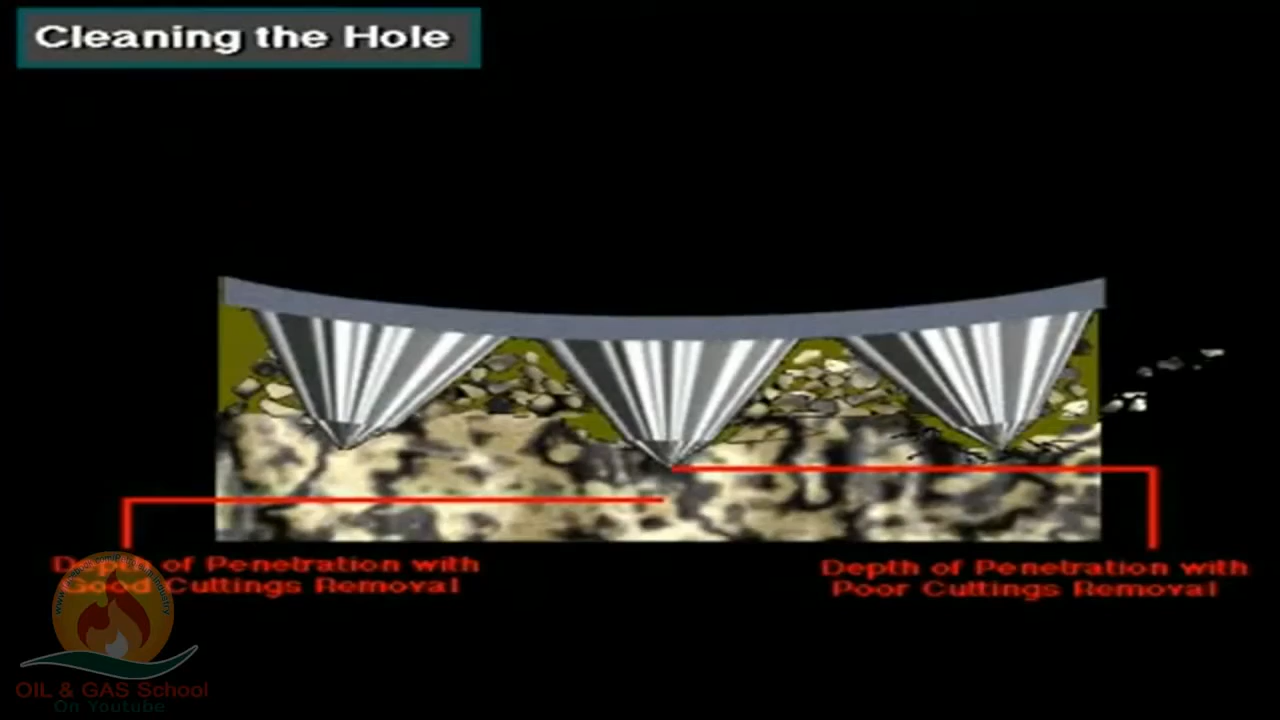 Cleaning the Hole
Depth of Penetration with
Good Cuttings Removal
Depth of Penetration with
Poor Cuttings Removal
OIL & GAS School
On Youtube